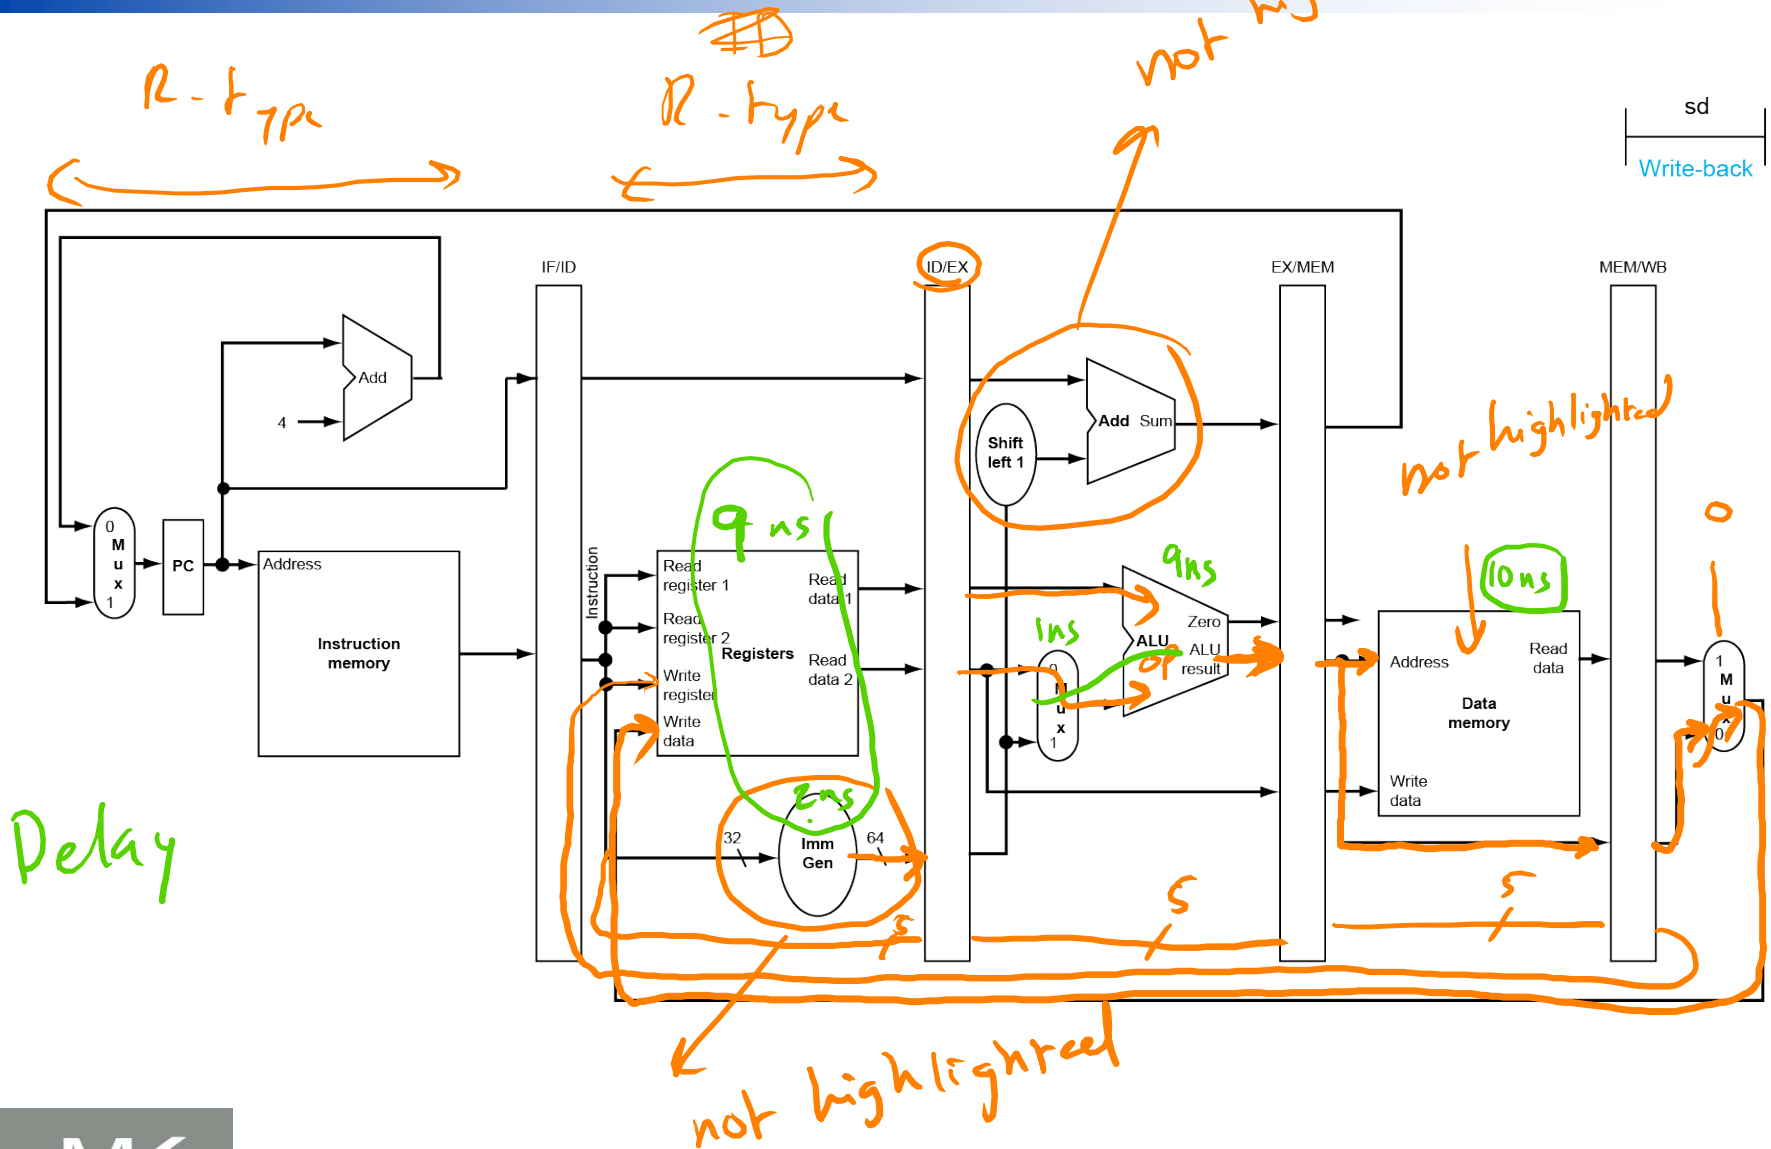 not
R-type
R-type
sd
Write-back
IF/ID
ID/EX
EX/MEM
MEM/WB
Add
4
Add Sum
Shift
left 1
not highlighted
0
M
u
x
1
PC
Address
Instruction
memory
Instruction
9 ns
Read
register 1
Read
register 2
Write
register
Write
data
Registers
Read
data 1
Read
data 2
9ns
1ns
Zero
ALU
ALU
result
op
0
M
u
x
1
10ns
Address
Read
data
Data
memory
Write
data
0
1
M
u
x
0
Delay
2ns
32
Imm
Gen
64
5
5
5
not highlighted